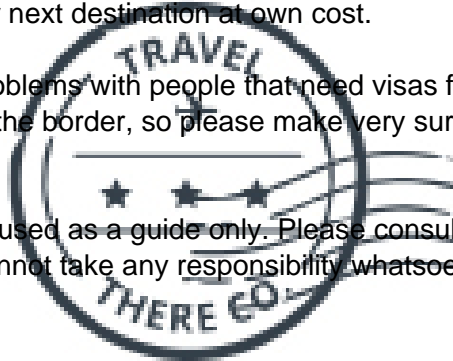 next destination at own cost.
TRAVEL
oblems with people that need visas f
the border, so please make very sur
used as a guide only. Please consul
nnot take any responsibility whatsoe
THERE CO.